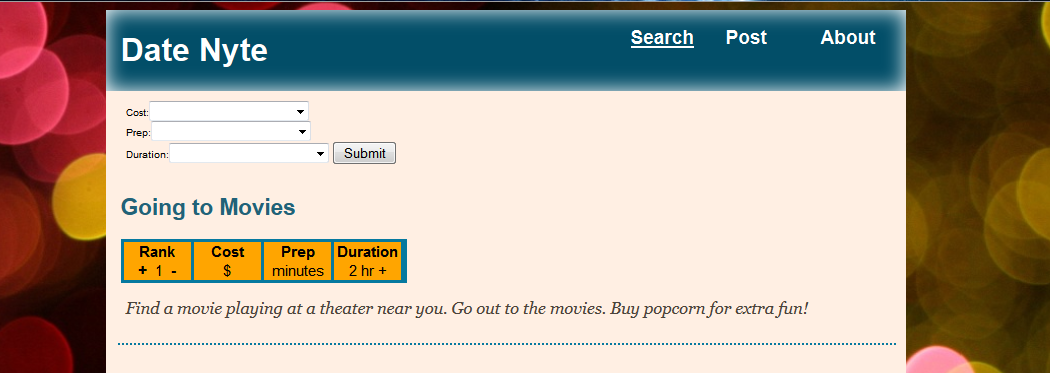 Date Nyte
Search Post About
Cost:
Prep:
Duration: Submit
Going to Movies
Rank Cost Prep Duration
+ 1 - $ minutes 2 hr +
Find a movie playing at a theater near you. Go out to the movies. Buy popcorn for extra fun!